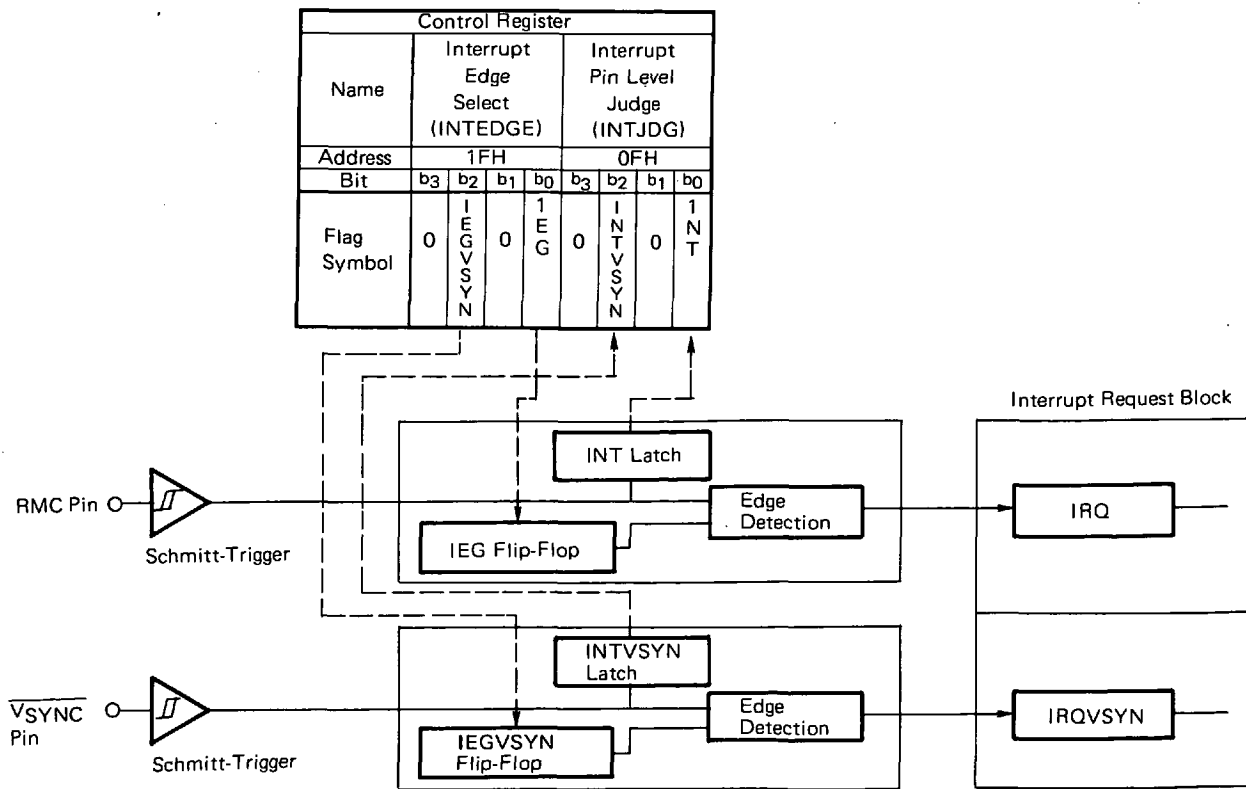 Control Register
Name
Interrupt
Edge
Select
(INTEDGE)
Interrupt
Pin Level
Judge
(INTJDG)
Address 1FH 0FH
Bit b3 b2 b1 b0 b3 b2 b1 b0
Flag
Symbol
0
IEGVSYN
0
1EG
0
INTVSYN
0
1NT
Interrupt Request Block
INT Latch
RMC Pin
Schmitt-Trigger
IEG Flip-Flop
Edge
Detection
IRQ
INTVSYN
Latch
VSYNC
Pin
Schmitt-Trigger
IEGVSYN
Flip-Flop
Edge
Detection
IRQVSYN